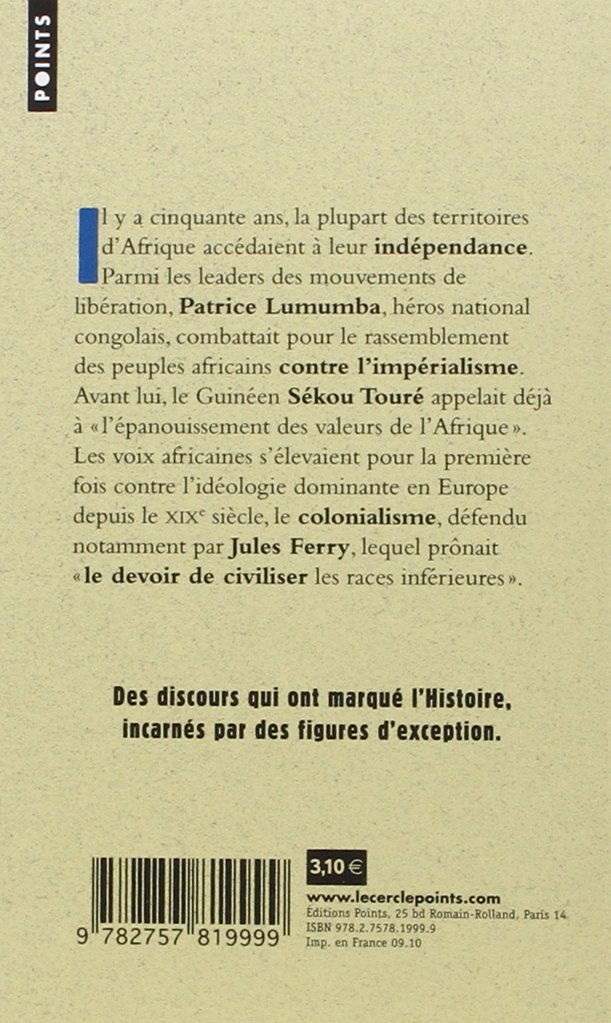 POINTS
Il y a cinquante ans, la plupart des territoires
d'Afrique accédaient à leur indépendance.
Parmi les leaders des mouvements de
libération, Patrice Lumumba, héros national
congolais, combattait pour le rassemblement
des peuples africains contre l'impérialisme.
Avant lui, le Guinéen Sékou Touré appelait déjà
à « l'épanouissement des valeurs de l'Afrique ».
Les voix africaines s'élevaient pour la première
fois contre l'idéologie dominante en Europe
depuis le XIXe siècle, le colonialisme, défendu
notamment par Jules Ferry, lequel prônait
« le devoir de civiliser les races inférieures ».
Des discours qui ont marqué l'Histoire,
incarnés par des figures d'exception.
3,10 €
www.lecerclepoints.com
Éditions Points, 25 bd Romain-Rolland, Paris 14
ISBN 978.2.7578.1999.9
Imp. en France 09.10
9 782757 819999